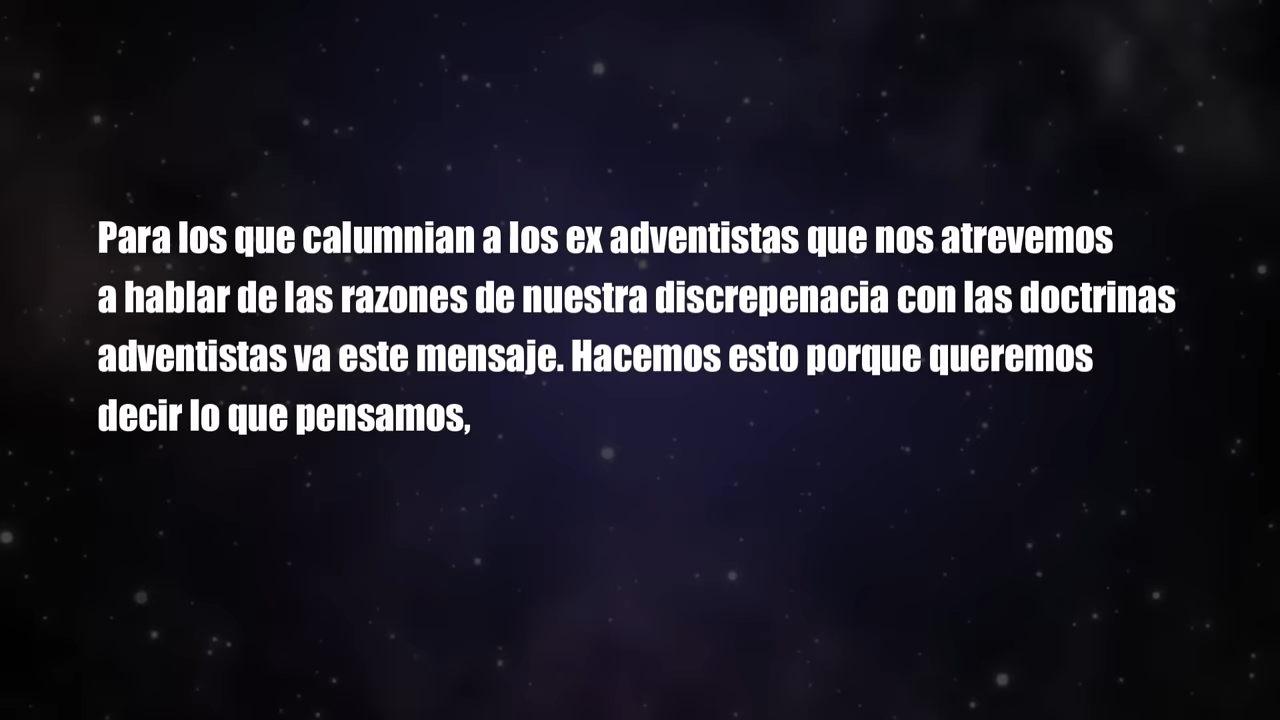 Para los que calumnian a los ex adventistas que nos atrevemos
a hablar de las razones de nuestra discrepenacia con las doctrinas
adventistas va este mensaje. Hacemos esto porque queremos
decir lo que pensamos,